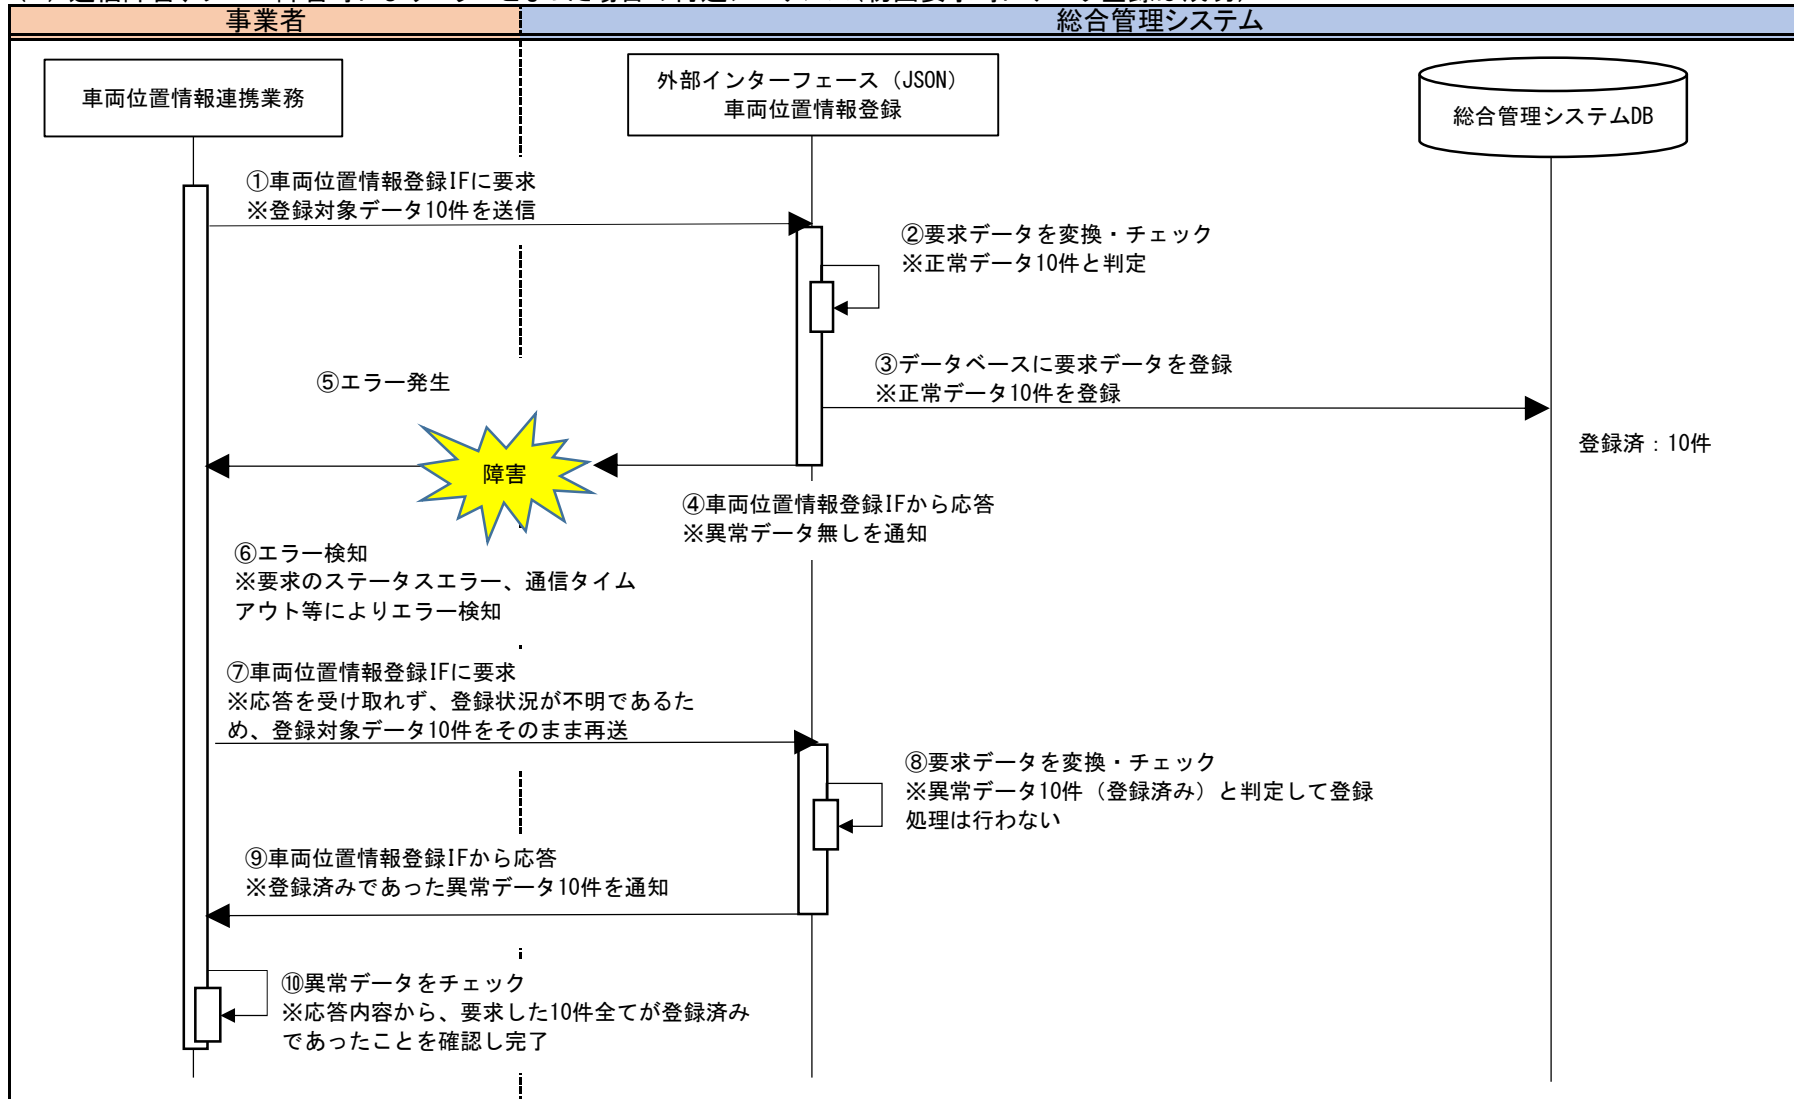 事業者
総合管理システム
車両位置情報連携業務
外部インターフェース（JSON）
車両位置情報登録
総合管理システムDB
①車両位置情報登録IFに要求
※登録対象データ10件を送信
②要求データを変換・チェック
※正常データ10件と判定
③データベースに要求データを登録
※正常データ10件を登録
⑤エラー発生
登録済：10件
障害
④車両位置情報登録IFから応答
※異常データ無しを通知
⑥エラー検知
※要求のステータスエラー、通信タイム
アウト等によりエラー検知
⑦車両位置情報登録IFに要求
※応答を受け取れず、登録状況が不明であるた
め、登録対象データ10件をそのまま再送
⑧要求データを変換・チェック
※異常データ10件（登録済み）と判定して登録
処理は行わない
⑨車両位置情報登録IFから応答
※登録済みであった異常データ10件を通知
⑩異常データをチェック
※応答内容から、要求した10件全てが登録済み
であったことを確認し完了